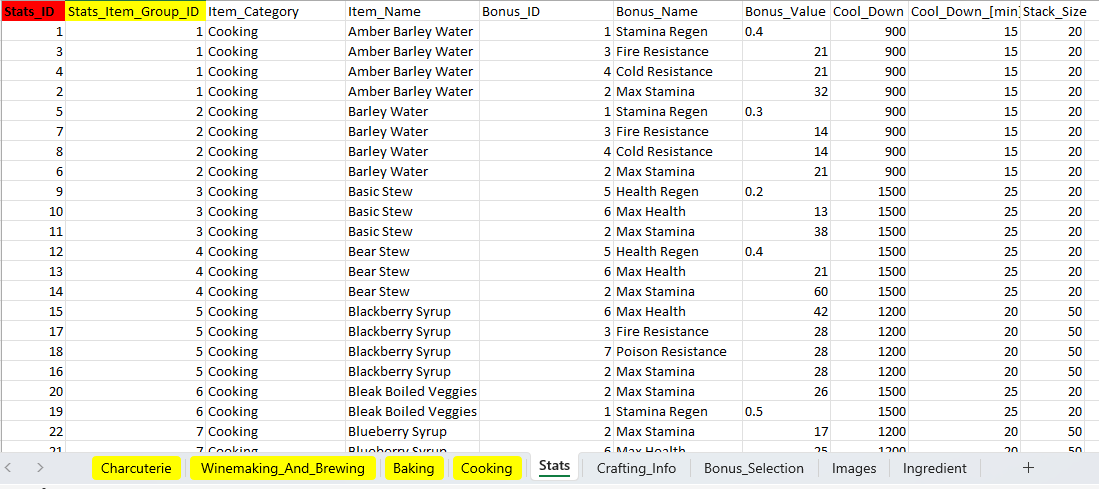 Stats_ID Stats_Item_Group_ID Item_Category Item_Name Bonus_ID Bonus_Name Bonus_Value Cool_Down Cool_Down_[min] Stack_Size
1 1 Cooking Amber Barley Water 1 Stamina Regen 0.4 900 15 20
3 1 Cooking Amber Barley Water 3 Fire Resistance 21 900 15 20
4 1 Cooking Amber Barley Water 4 Cold Resistance 21 900 15 20
2 1 Cooking Amber Barley Water 2 Max Stamina 32 900 15 20
5 2 Cooking Barley Water 1 Stamina Regen 0.3 900 15 20
7 2 Cooking Barley Water 3 Fire Resistance 14 900 15 20
8 2 Cooking Barley Water 4 Cold Resistance 14 900 15 20
6 2 Cooking Barley Water 2 Max Stamina 21 900 15 20
9 3 Cooking Basic Stew 5 Health Regen 0.2 1500 25 20
10 3 Cooking Basic Stew 6 Max Health 13 1500 25 20
11 3 Cooking Basic Stew 2 Max Stamina 38 1500 25 20
12 4 Cooking Bear Stew 5 Health Regen 0.4 1500 25 20
13 4 Cooking Bear Stew 6 Max Health 21 1500 25 20
14 4 Cooking Bear Stew 2 Max Stamina 60 1500 25 20
15 5 Cooking Blackberry Syrup 6 Max Health 42 1200 20 50
17 5 Cooking Blackberry Syrup 3 Fire Resistance 28 1200 20 50
18 5 Cooking Blackberry Syrup 7 Poison Resistance 28 1200 20 50
16 5 Cooking Blackberry Syrup 2 Max Stamina 28 1200 20 50
20 6 Cooking Bleak Boiled Veggies 2 Max Stamina 26 1500 25 20
19 6 Cooking Bleak Boiled Veggies 1 Stamina Regen 0.5 1500 25 20
22 7 Cooking Blueberry Syrup 2 Max Stamina 17 1200 20 50
21 7 Cooking Blueberry Syrup 6 Max Health 25 1200 20 50
Charcuterie Winemaking_And_Brewing Baking Cooking Stats Crafting_Info Bonus_Selection Images Ingredient +